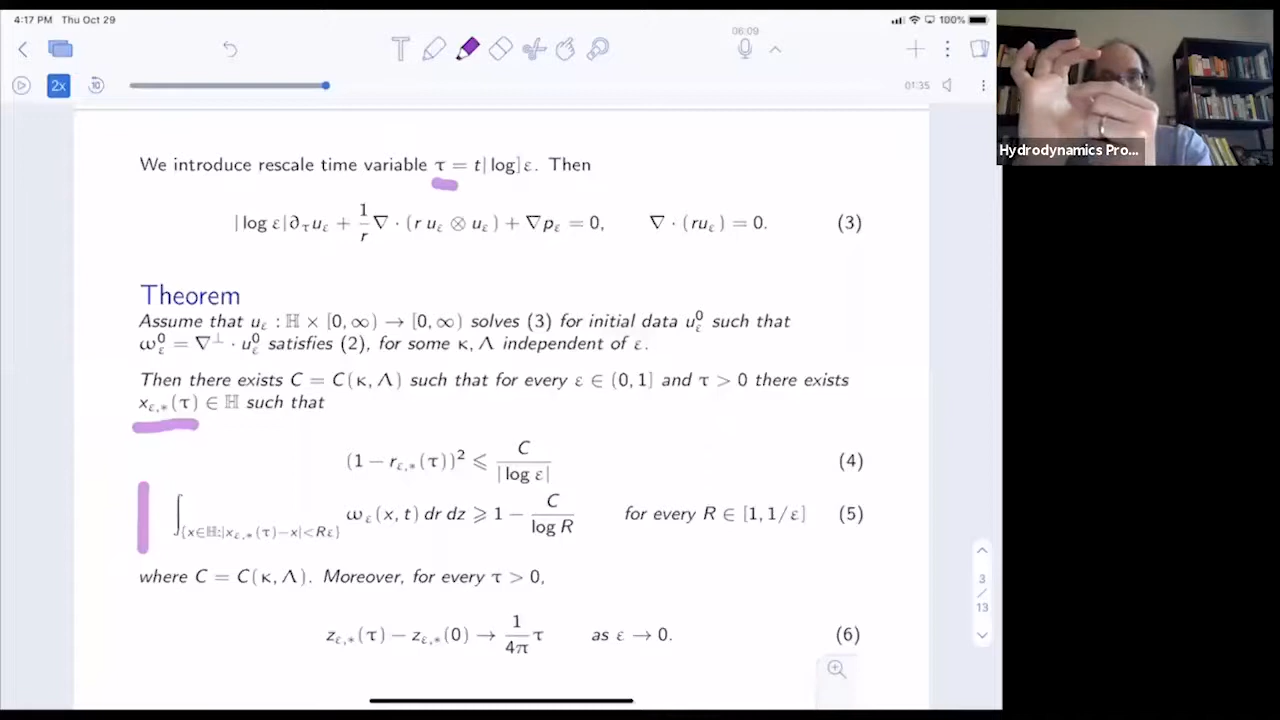 4:17 PM Thu Oct 29
100%
06:09
2x
10
01:35
Hydrodynamics Pro...
We introduce rescale time variable τ = t|log|ε. Then
|log ε|∂_τ u_ε + 1/r ∇ · (r u_ε ⊗ u_ε) + ∇p_ε = 0, ∇ · (ru_ε) = 0. (3)
Theorem
Assume that u_ε : ℍ × [0, ∞) → [0, ∞) solves (3) for initial data u_ε^0 such that
ω_ε^0 = ∇^⊥ · u_ε^0 satisfies (2), for some κ, Λ independent of ε.
Then there exists C = C(κ, Λ) such that for every ε ∈ (0, 1] and τ > 0 there exists
x_{ε,*}(τ) ∈ ℍ such that
(1 − r_{ε,*}(τ))^2 ⩽ C/|log ε| (4)
∫_{{x∈ℍ:|x_{ε,*}(τ)−x|<Rε}} ω_ε(x, t) dr dz ⩾ 1 − C/log R for every R ∈ [1, 1/ε] (5)
where C = C(κ, Λ). Moreover, for every τ > 0,
z_{ε,*}(τ) − z_{ε,*}(0) → 1/4π τ as ε → 0. (6)
3
/
13